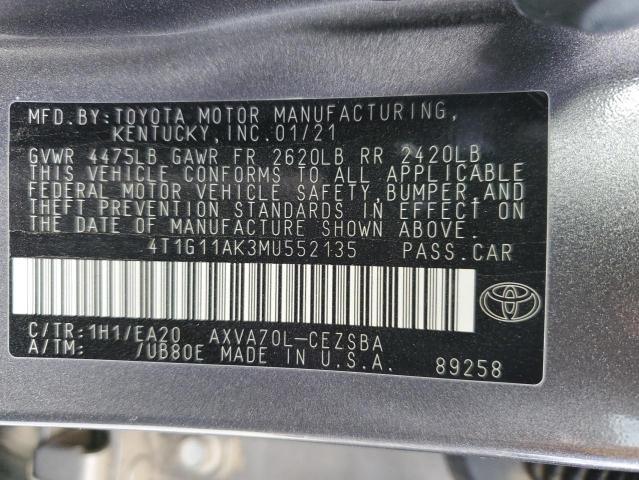 MFD.BY:TOYOTA MOTOR MANUFACTURING,
KENTUCKY,INC.01/21
GVWR 4475LB GAWR FR 2620LB RR 2420LB
THIS VEHICLE CONFORMS TO ALL APPLICABLE
FEDERAL MOTOR VEHICLE SAFETY, BUMPER,AND
THEFT PREVENTION STANDARDS IN EFFECT ON
THE DATE OF MANUFACTURE SHOWN ABOVE.
4T1G11AK3MU552135 PASS.CAR
C/TR:1H1/EA20 AXVA70L-CEZSBA
A/TM: /UB80E MADE IN U.S.A. 89258